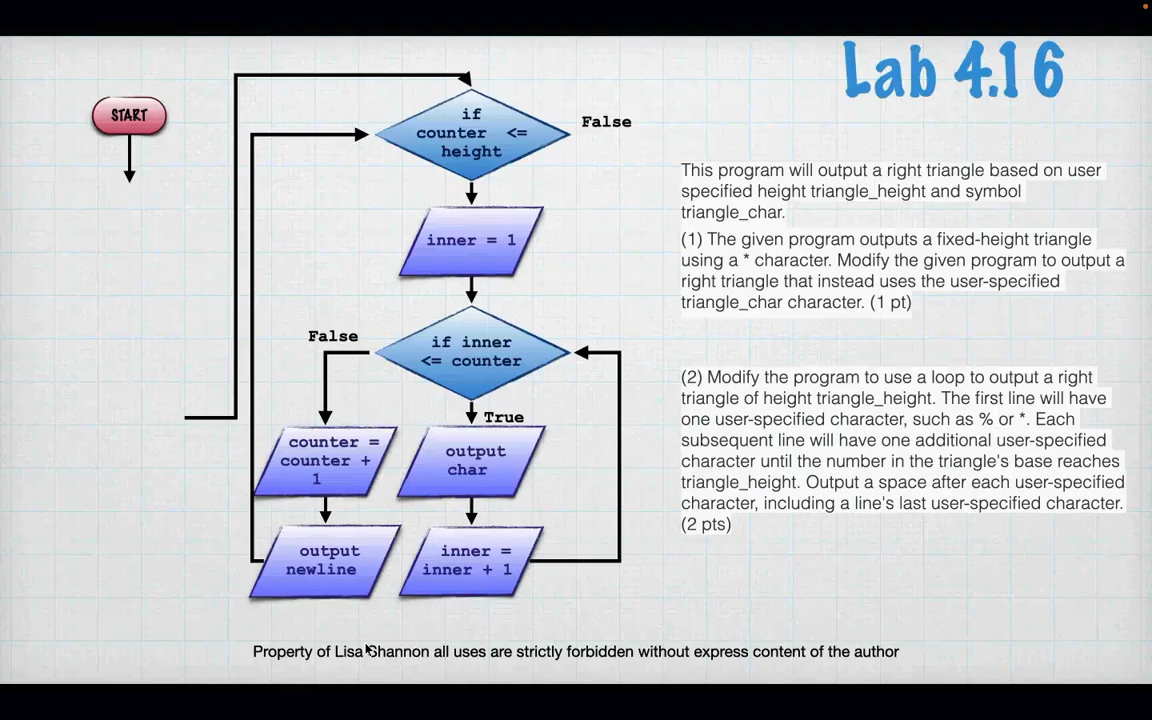 Lab 4.16
START
if
counter <=
height
False
inner = 1
False
if inner
<= counter
True
counter =
counter +
1
output
char
output
newline
inner =
inner + 1
This program will output a right triangle based on user
specified height triangle_height and symbol
triangle_char.
(1) The given program outputs a fixed-height triangle
using a * character. Modify the given program to output a
right triangle that instead uses the user-specified
triangle_char character. (1 pt)
(2) Modify the program to use a loop to output a right
triangle of height triangle_height. The first line will have
one user-specified character, such as % or *. Each
subsequent line will have one additional user-specified
character until the number in the triangle's base reaches
triangle_height. Output a space after each user-specified
character, including a line's last user-specified character.
(2 pts)
Property of Lisa Shannon all uses are strictly forbidden without express content of the author